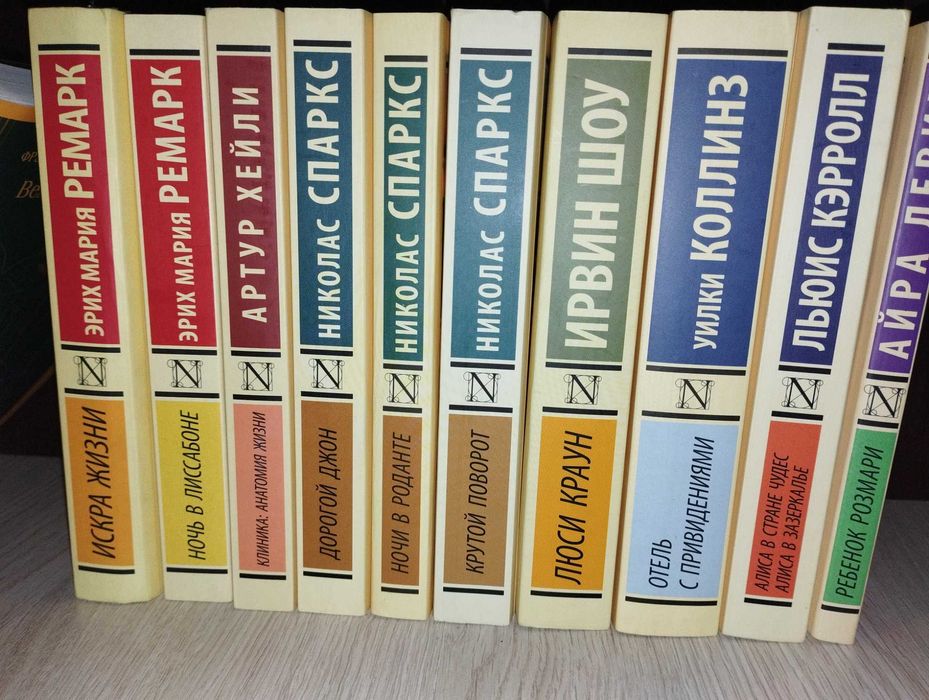 ЭРИХ МАРИЯ РЕМАРК
ИСКРА ЖИЗНИ
ЭРИХ МАРИЯ РЕМАРК
НОЧЬ В ЛИССАБОНЕ
АРТУР ХЕЙЛИ
КЛИНИКА: АНАТОМИЯ ЖИЗНИ
НИКОЛАС СПАРКС
ДОРОГОЙ ДЖОН
НИКОЛАС СПАРКС
НОЧИ В РОДАНТЕ
НИКОЛАС СПАРКС
КРУТОЙ ПОВОРОТ
ИРВИН ШОУ
ЛЮСИ КРАУН
УИЛКИ КОЛЛИНЗ
ОТЕЛЬ
С ПРИВИДЕНИЯМИ
ЛЬЮИС КЭРРОЛЛ
АЛИСА В СТРАНЕ ЧУДЕС
АЛИСА В ЗАЗЕРКАЛЬЕ
АЙРА
РЕБЕНОК РОЗМАРИ